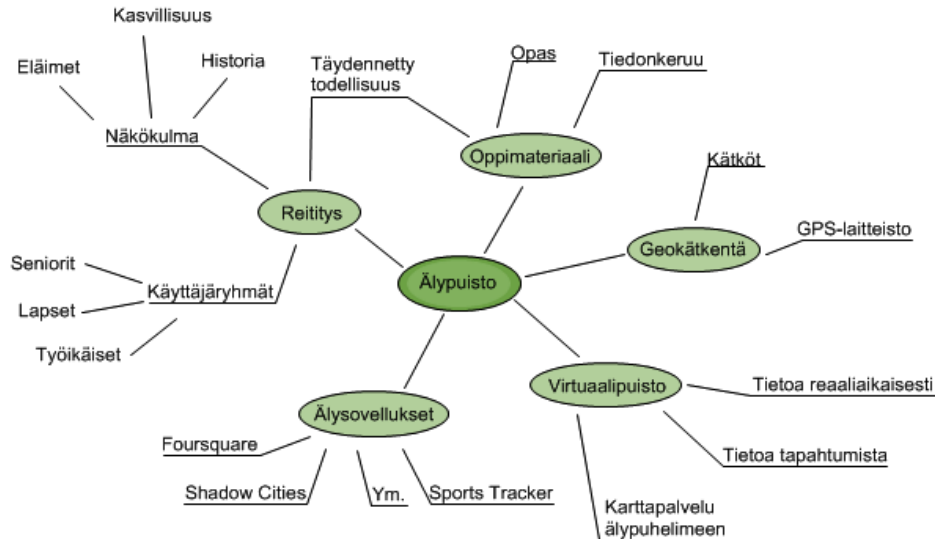 Kasvillisuus
Eläimet
Historia
Näkökulma
Täydennetty
todellisuus
Opas
Tiedonkeruu
Oppimateriaali
Kätköt
Reititys
GPS-laitteisto
Geokätkentä
Älypuisto
Seniorit
Käyttäjäryhmät
Lapset
Työikäiset
Virtuaalipuisto
Tietoa reaaliaikaisesti
Älysovellukset
Foursquare
Tietoa tapahtumista
Shadow Cities
Ym.
Sports Tracker
Karttapalvelu
älypuhelimeen